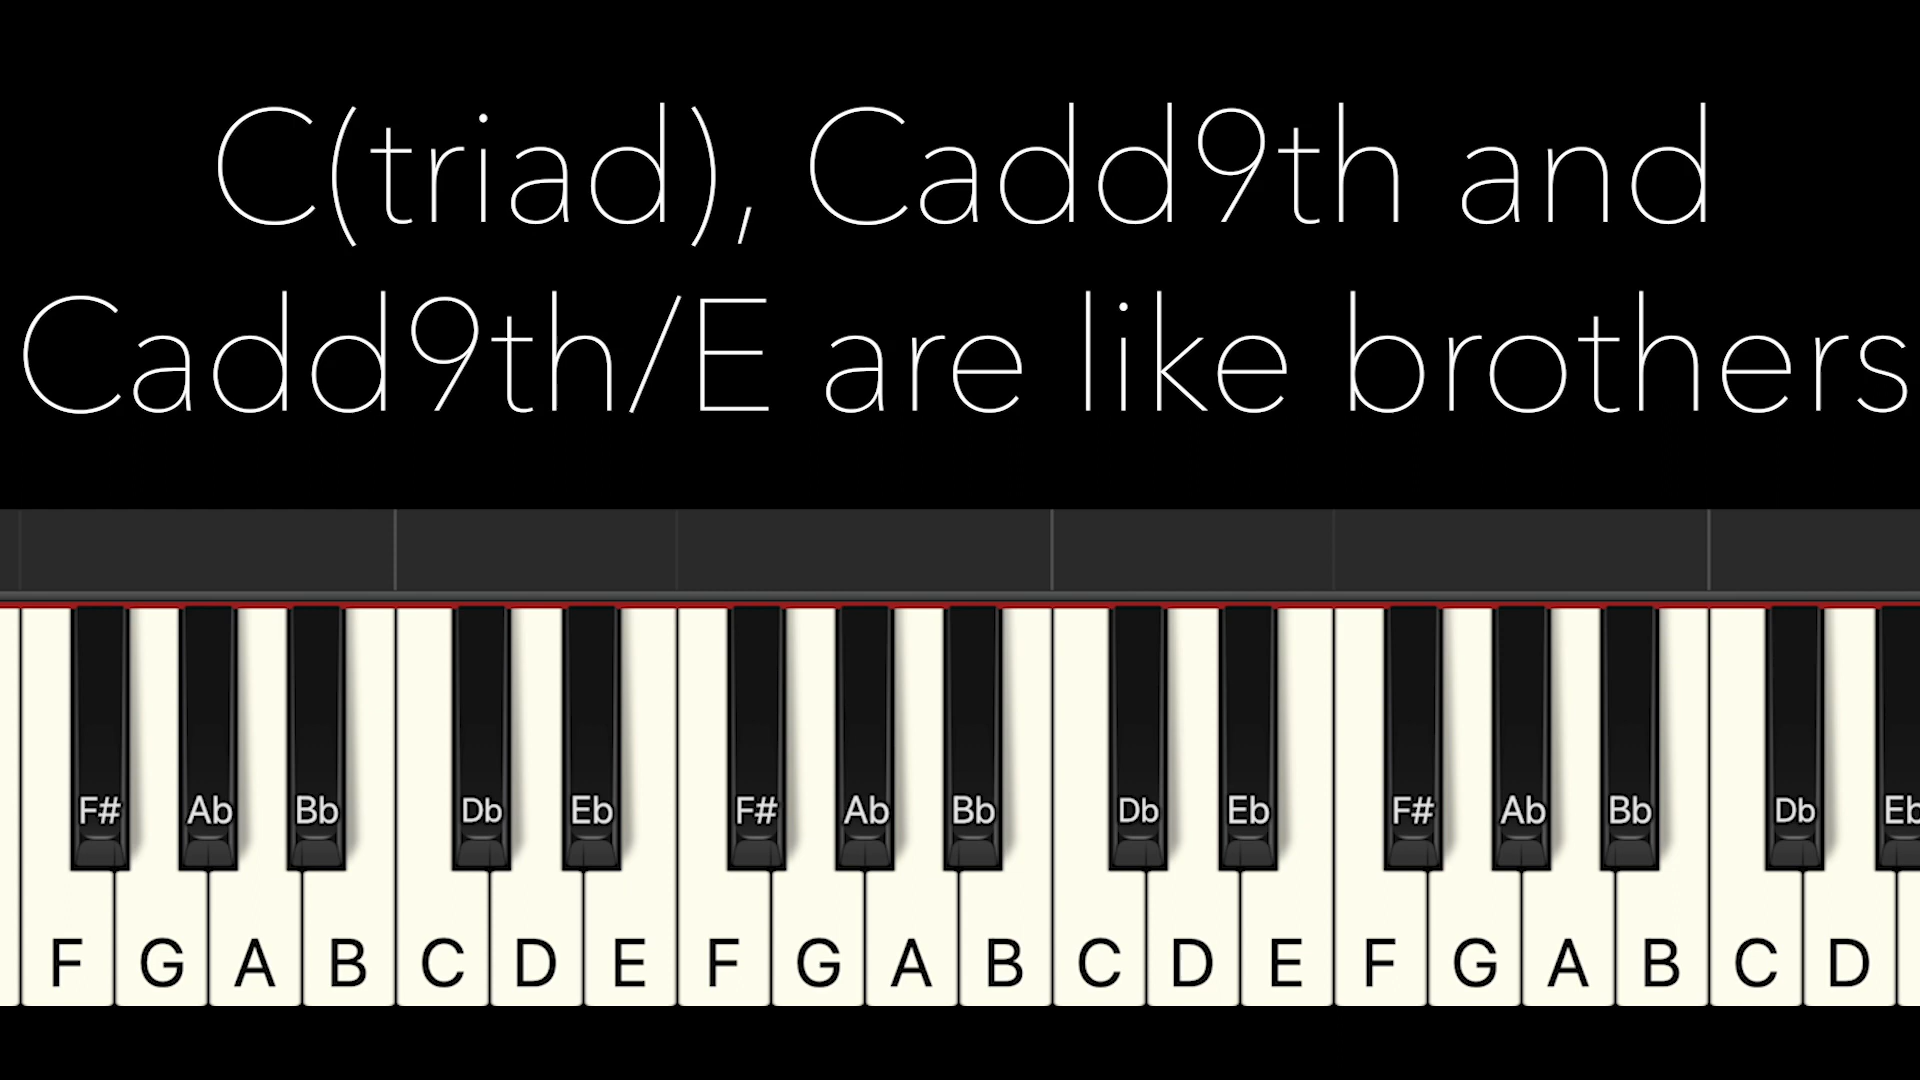 C(triad), Cadd9th and
Cadd9th/E are like brothers
F# Ab Bb Db Eb F# Ab Bb Db Eb F# Ab Bb Db Eb
F G A B C D E F G A B C D E F G A B C D